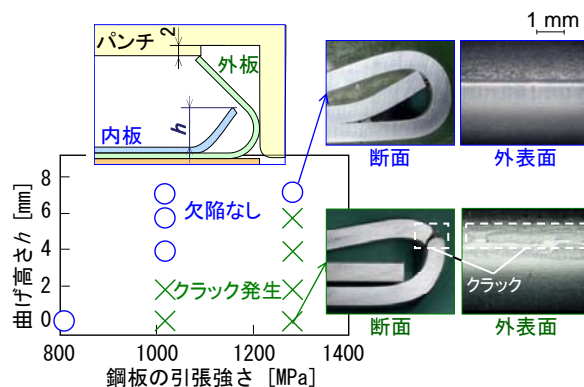 パンチ
2
外板
h
内板
1 mm
断面
外表面
曲げ高さh [mm]
8
6
4
2
0
欠陥なし
クラック発生
クラック
断面
外表面
800
1000
1200
1400
鋼板の引張強さ [MPa]